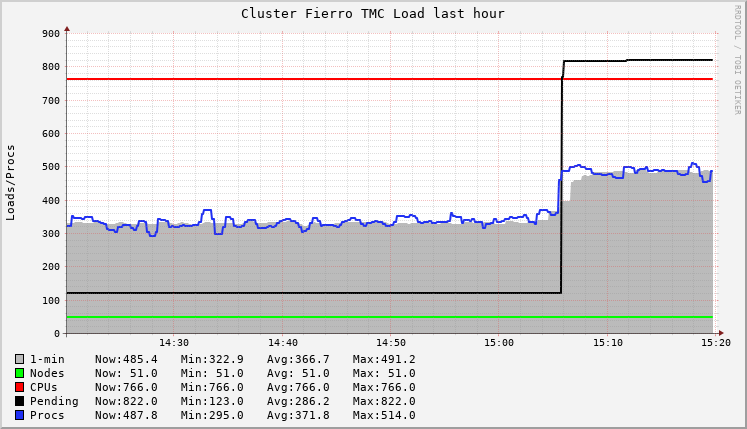 Cluster Fierro TMC Load last hour
RRDTOOL / TOBI OETIKER
Loads/Procs
900
800
700
600
500
400
300
200
100
0
14:30 14:40 14:50 15:00 15:10 15:20
1-min Now:485.4 Min:322.9 Avg:366.7 Max:491.2
Nodes Now: 51.0 Min: 51.0 Avg: 51.0 Max: 51.0
CPUs Now:766.0 Min:766.0 Avg:766.0 Max:766.0
Pending Now:822.0 Min:123.0 Avg:286.2 Max:822.0
Procs Now:487.8 Min:295.0 Avg:371.8 Max:514.0